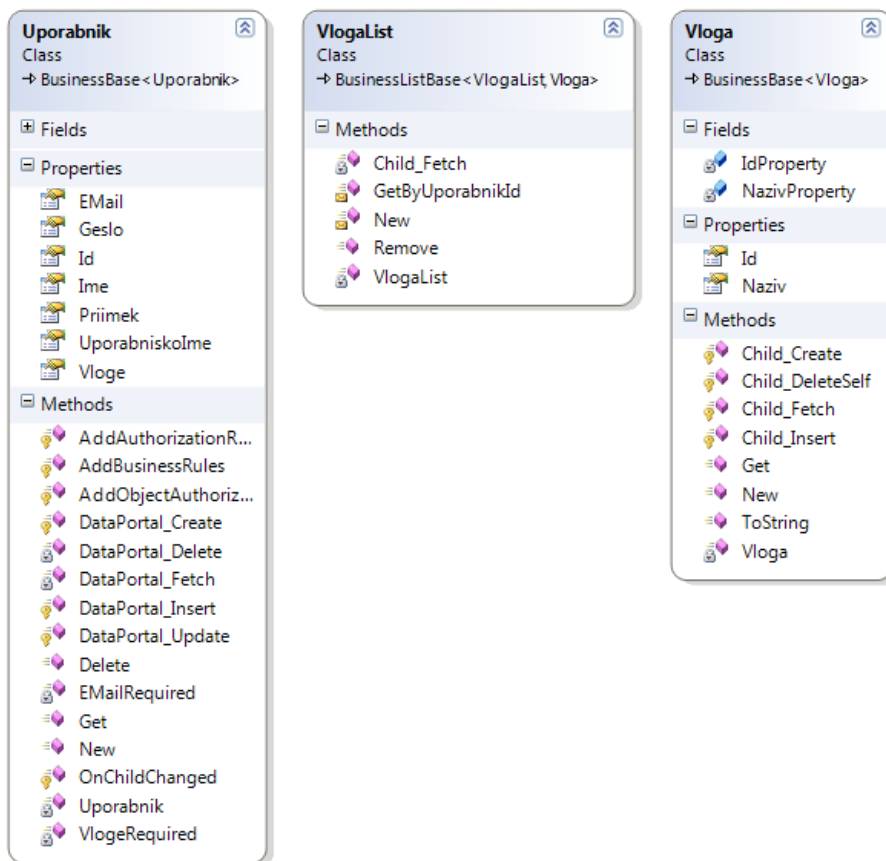 Uporabnik
Class
BusinessBase<Uporabnik>
Fields
Properties
EMail
Geslo
Id
Ime
Priimek
UporabniskoIme
Vloge
Methods
AddAuthorizationR...
AddBusinessRules
AddObjectAuthoriz...
DataPortal_Create
DataPortal_Delete
DataPortal_Fetch
DataPortal_Insert
DataPortal_Update
Delete
EMailRequired
Get
New
OnChildChanged
Uporabnik
VlogeRequired
VlogaList
Class
BusinessListBase<VlogaList, Vloga>
Methods
Child_Fetch
GetByUporabnikId
New
Remove
VlogaList
Vloga
Class
BusinessBase<Vloga>
Fields
IdProperty
NazivProperty
Properties
Id
Naziv
Methods
Child_Create
Child_DeleteSelf
Child_Fetch
Child_Insert
Get
New
ToString
Vloga